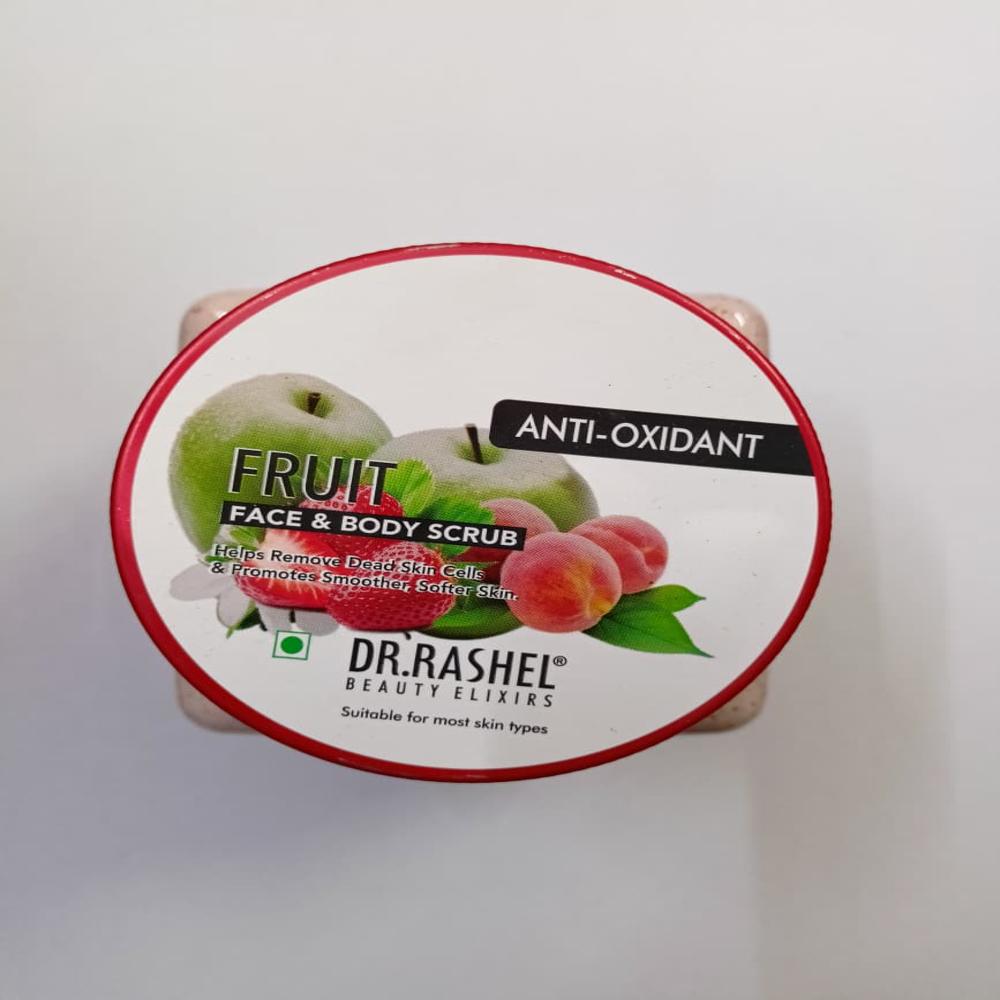 ANTI-OXIDANT
FRUIT
FACE & BODY SCRUB
Helps Remove Dead Skin Cells
& Promotes Smoother, Softer Skin.
DR.RASHEL®
BEAUTY ELIXIRS
Suitable for most skin types